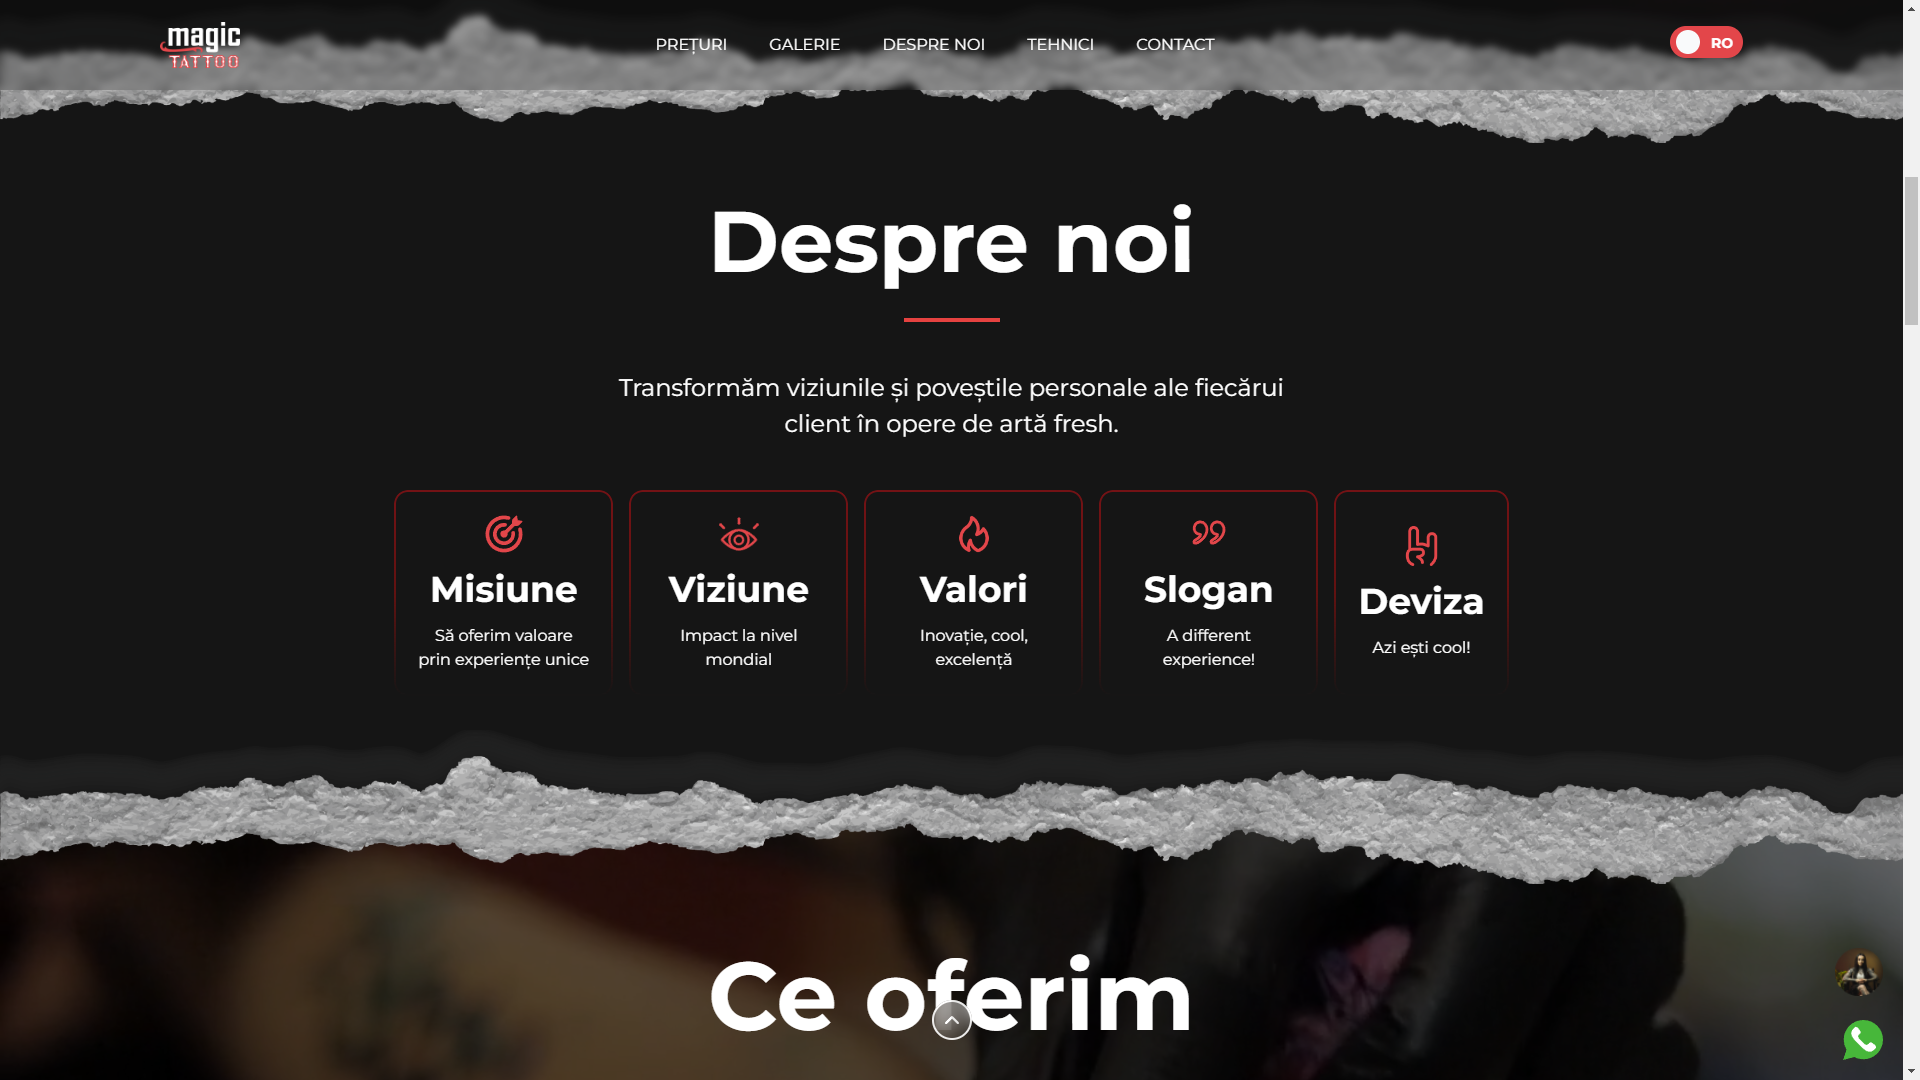 magic
TATTOO
PREȚURI
GALERIE
DESPRE NOI
TEHNICI
CONTACT
RO
Despre noi
Transformăm viziunile și poveștile personale ale fiecărui
client în opere de artă fresh.
Misiune
Să oferim valoare
prin experiențe unice
Viziune
Impact la nivel
mondial
Valori
Inovație, cool,
excelență
Slogan
A different
experience!
Deviza
Azi ești cool!
Ce oferim